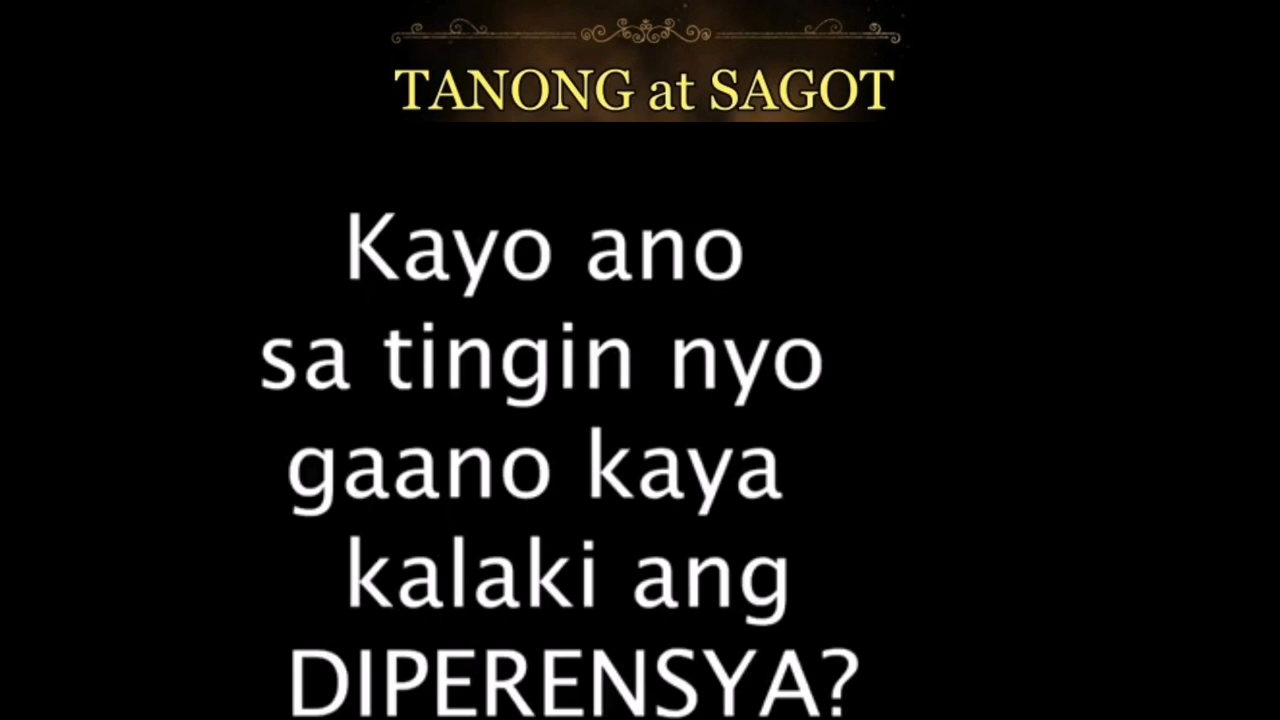 TANONG at SAGOT
Kayo ano
sa tingin nyo
gaano kaya
kalaki ang
DIPERENSYA?